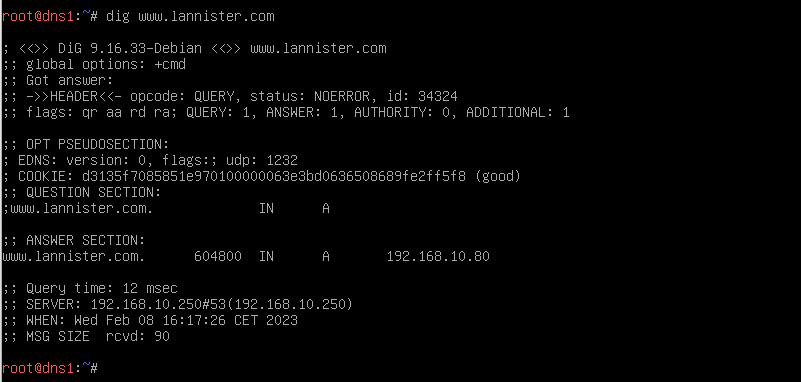 root@dns1:~# dig www.lannister.com
; <<>> DiG 9.16.33-Debian <<>> www.lannister.com
;; global options: +cmd
;; Got answer:
;; ->>HEADER<<- opcode: QUERY, status: NOERROR, id: 34324
;; flags: qr aa rd ra; QUERY: 1, ANSWER: 1, AUTHORITY: 0, ADDITIONAL: 1
;; OPT PSEUDOSECTION:
; EDNS: version: 0, flags:; udp: 1232
; COOKIE: d3135f7085851e970100000063e3bd0636508689fe2ff5f8 (good)
;; QUESTION SECTION:
;www.lannister.com. IN A
;; ANSWER SECTION:
www.lannister.com. 604800 IN A 192.168.10.80
;; Query time: 12 msec
;; SERVER: 192.168.10.250#53(192.168.10.250)
;; WHEN: Wed Feb 08 16:17:26 CET 2023
;; MSG SIZE rcvd: 90
root@dns1:~#